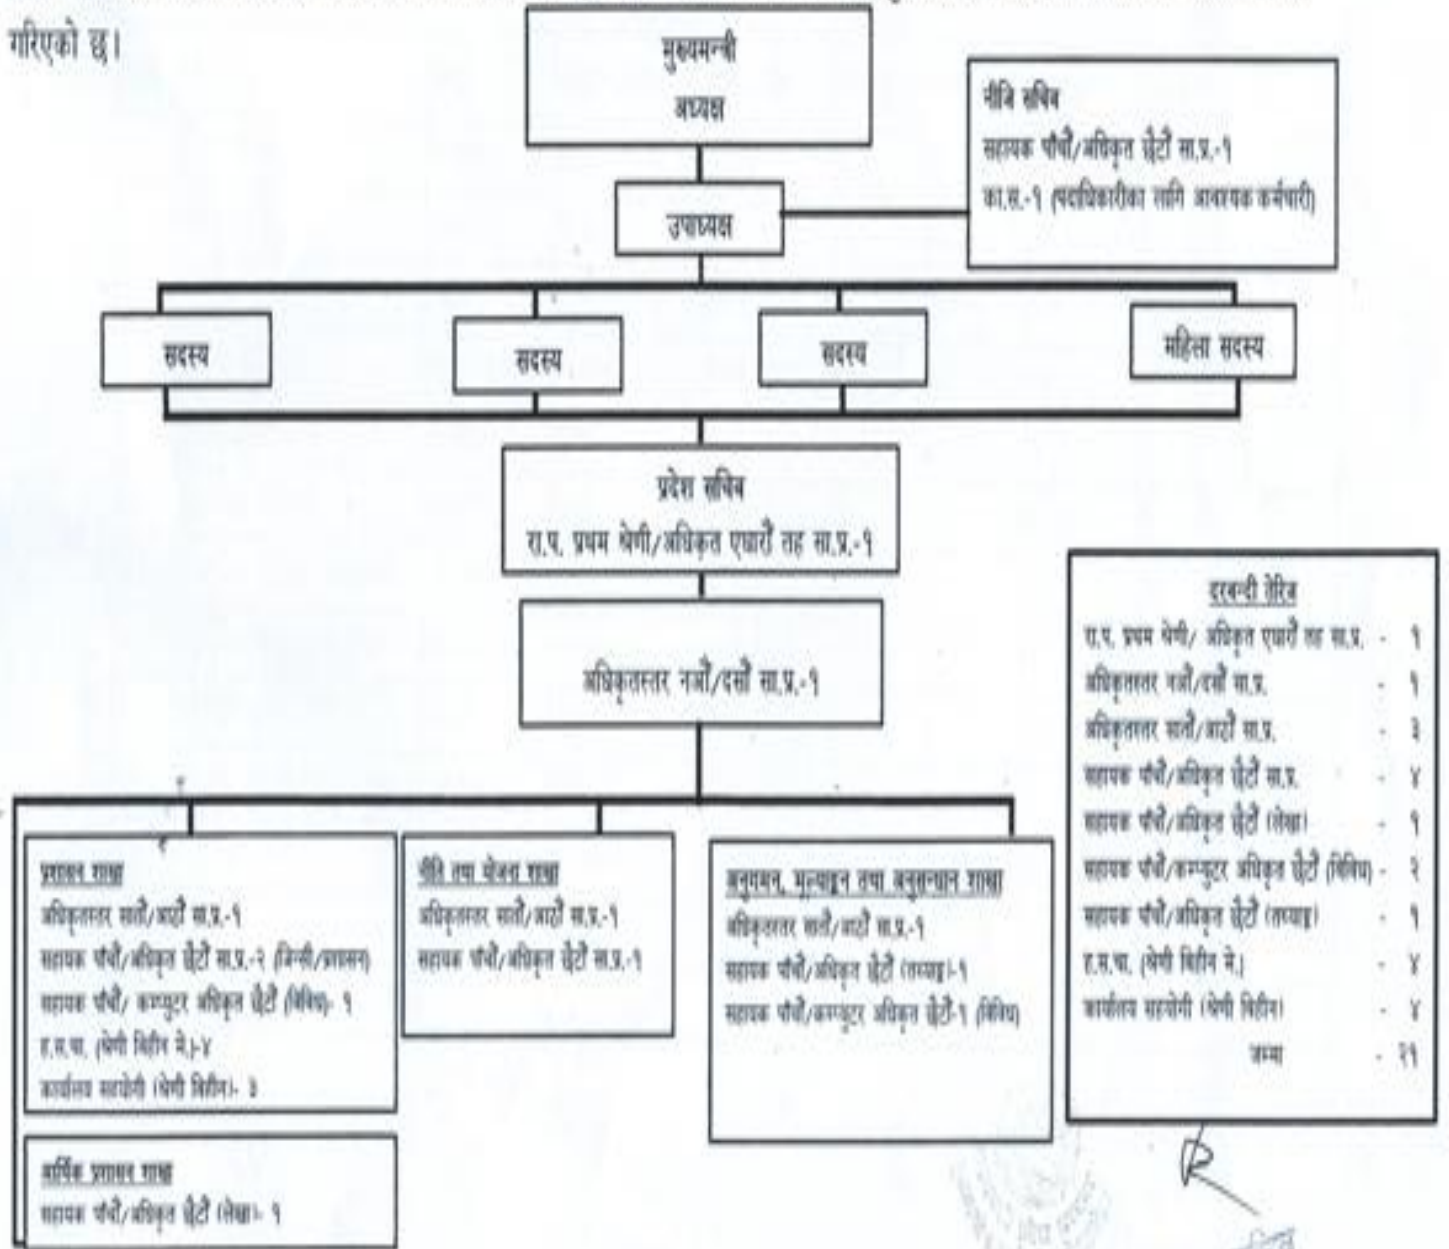 गरिएको छ।
मुख्यमन्त्री
अध्यक्ष
नीजि सचिव
सहायक पाँचौँ/अधिकृत छैटौँ सा.प्र.-१
का.स.-१ (पदाधिकारीका लागि आवश्यक कर्मचारी)
उपाध्यक्ष
सदस्य
सदस्य
सदस्य
महिला सदस्य
प्रदेश सचिव
रा.प. प्रथम श्रेणी/अधिकृत एघारौँ तह सा.प्र.-१
अधिकृतस्तर नऔँ/दसौँ सा.प्र.-१
दरबन्दी तेरिज
रा.प. प्रथम श्रेणी/ अधिकृत एघारौँ तह सा.प्र. - १
अधिकृतस्तर नऔँ/दसौँ सा.प्र. - १
अधिकृतस्तर सातौँ/आठौँ सा.प्र. - ३
सहायक पाँचौँ/अधिकृत छैटौँ सा.प्र. - ४
सहायक पाँचौँ/अधिकृत छैटौँ (लेखा) - १
सहायक पाँचौँ/कम्प्युटर अधिकृत छैटौँ (विविध) - २
सहायक पाँचौँ/अधिकृत छैटौँ (तथ्याङ्क) - १
ह.स.चा. (श्रेणी विहीन मे.) - ४
कार्यालय सहयोगी (श्रेणी विहीन) - ४
जम्मा - २१
प्रशासन शाखा
अधिकृतस्तर सातौँ/आठौँ सा.प्र.-१
सहायक पाँचौँ/अधिकृत छैटौँ सा.प्र.-२ (जिन्सी/प्रशासन)
सहायक पाँचौँ/ कम्प्युटर अधिकृत छैटौँ (विविध)- १
ह.स.चा. (श्रेणी विहीन मे.)-४
कार्यालय सहयोगी (श्रेणी विहीन)- ३
नीति तथा योजना शाखा
अधिकृतस्तर सातौँ/आठौँ सा.प्र.-१
सहायक पाँचौँ/अधिकृत छैटौँ सा.प्र.-१
अनुगमन, मूल्याङ्कन तथा अनुसन्धान शाखा
अधिकृतस्तर सातौँ/आठौँ सा.प्र.-१
सहायक पाँचौँ/अधिकृत छैटौँ (तथ्याङ्क)-१
सहायक पाँचौँ/कम्प्युटर अधिकृत छैटौँ-१ (विविध)
आर्थिक प्रशासन शाखा
सहायक पाँचौँ/अधिकृत छैटौँ (लेखा)- १